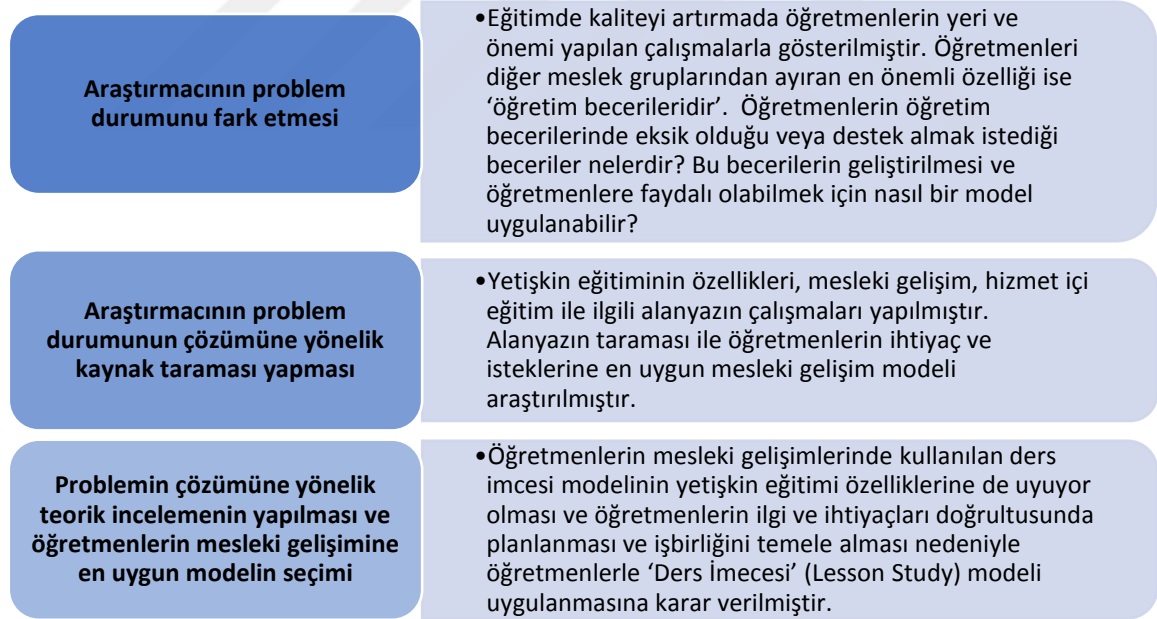 Araştırmacının problem
durumunu fark etmesi
•Eğitimde kaliteyi artırmada öğretmenlerin yeri ve
önemi yapılan çalışmalarla gösterilmiştir. Öğretmenleri
diğer meslek gruplarından ayıran en önemli özelliği ise
‘öğretim becerileridir’. Öğretmenlerin öğretim
becerilerinde eksik olduğu veya destek almak istediği
beceriler nelerdir? Bu becerilerin geliştirilmesi ve
öğretmenlere faydalı olabilmek için nasıl bir model
uygulanabilir?
Araştırmacının problem
durumunun çözümüne yönelik
kaynak taraması yapması
•Yetişkin eğitiminin özellikleri, mesleki gelişim, hizmet içi
eğitim ile ilgili alanyazın çalışmaları yapılmıştır.
Alanyazın taraması ile öğretmenlerin ihtiyaç ve
isteklerine en uygun mesleki gelişim modeli
araştırılmıştır.
Problemin çözümüne yönelik
teorik incelemenin yapılması ve
öğretmenlerin mesleki gelişimine
en uygun modelin seçimi
•Öğretmenlerin mesleki gelişimlerinde kullanılan ders
imcesi modelinin yetişkin eğitimi özelliklerine de uyuyor
olması ve öğretmenlerin ilgi ve ihtiyaçları doğrultusunda
planlanması ve işbirliğini temele alması nedeniyle
öğretmenlerle ‘Ders İmecesi’ (Lesson Study) modeli
uygulanmasına karar verilmiştir.